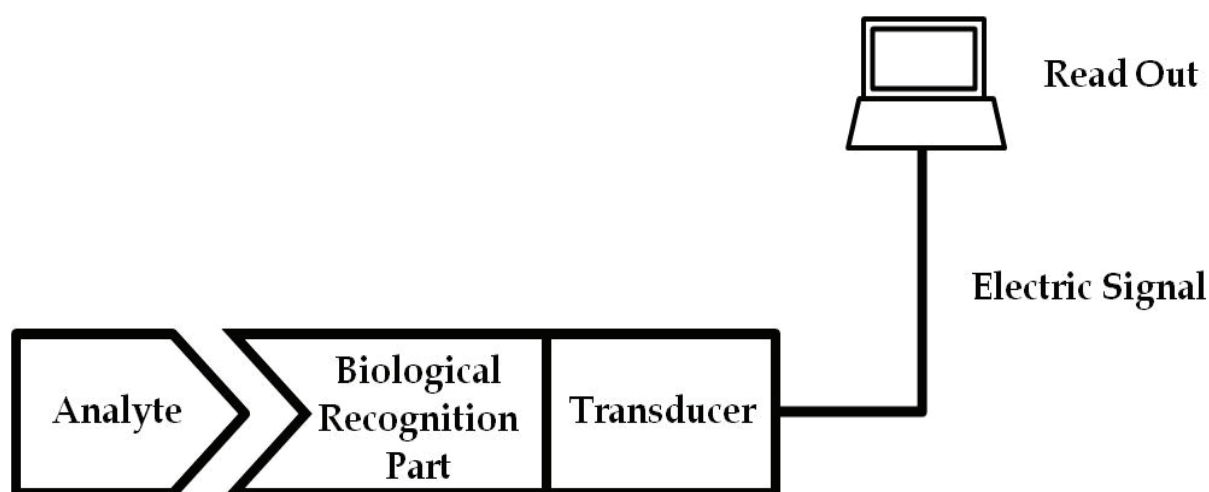 Read Out
Electric Signal
Analyte
Biological
Recognition
Part
Transducer